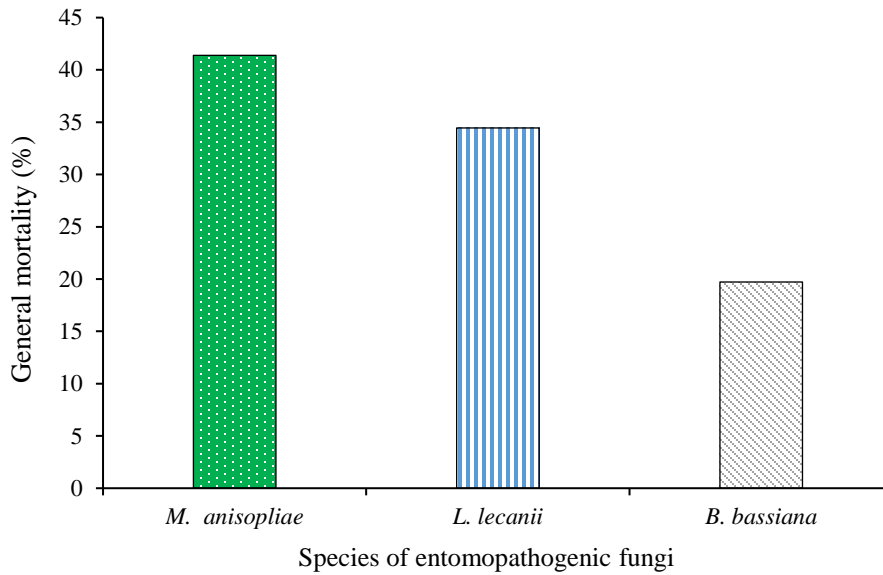 45
40
35
30
25
20
15
10
5
0
General mortality (%)
M. anisopliae
L. lecanii
B. bassiana
Species of entomopathogenic fungi